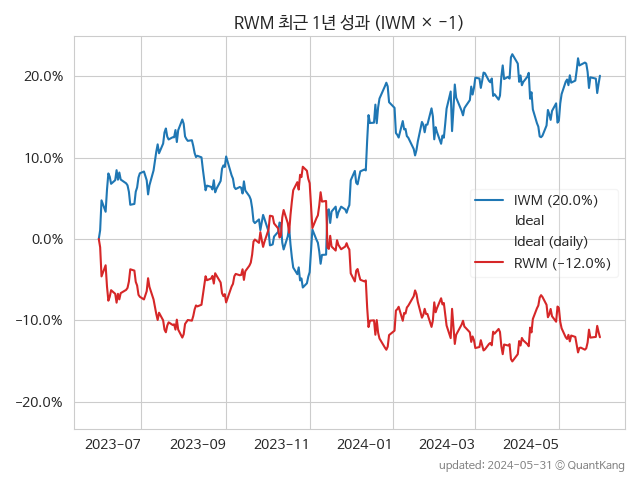 RWM 최근 1년 성과 (IWM × −1)
20.0%
10.0%
0.0%
−10.0%
−20.0%
IWM (20.0%)
Ideal
Ideal (daily)
RWM (−12.0%)
2023−07
2023−09
2023−11
2024−01
2024−03
2024−05
updated: 2024-05-31 © QuantKang